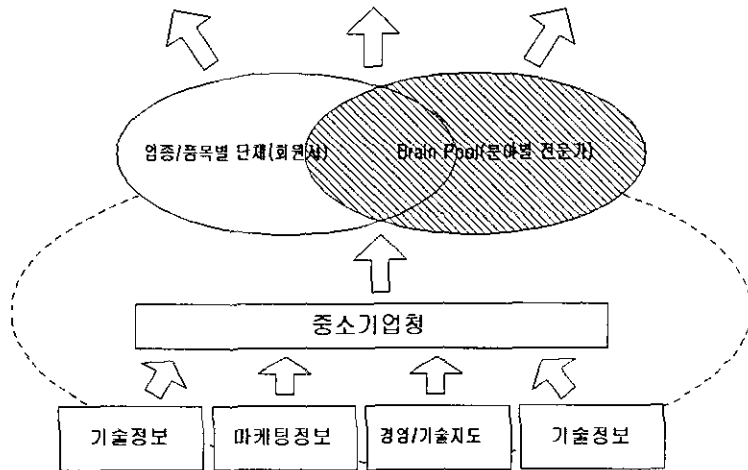 업종/품목별 단체(회원사)
Brain Pool(분야별 전문가)
중소기업청
기술정보
마케팅정보
경영/기술지도
기술정보